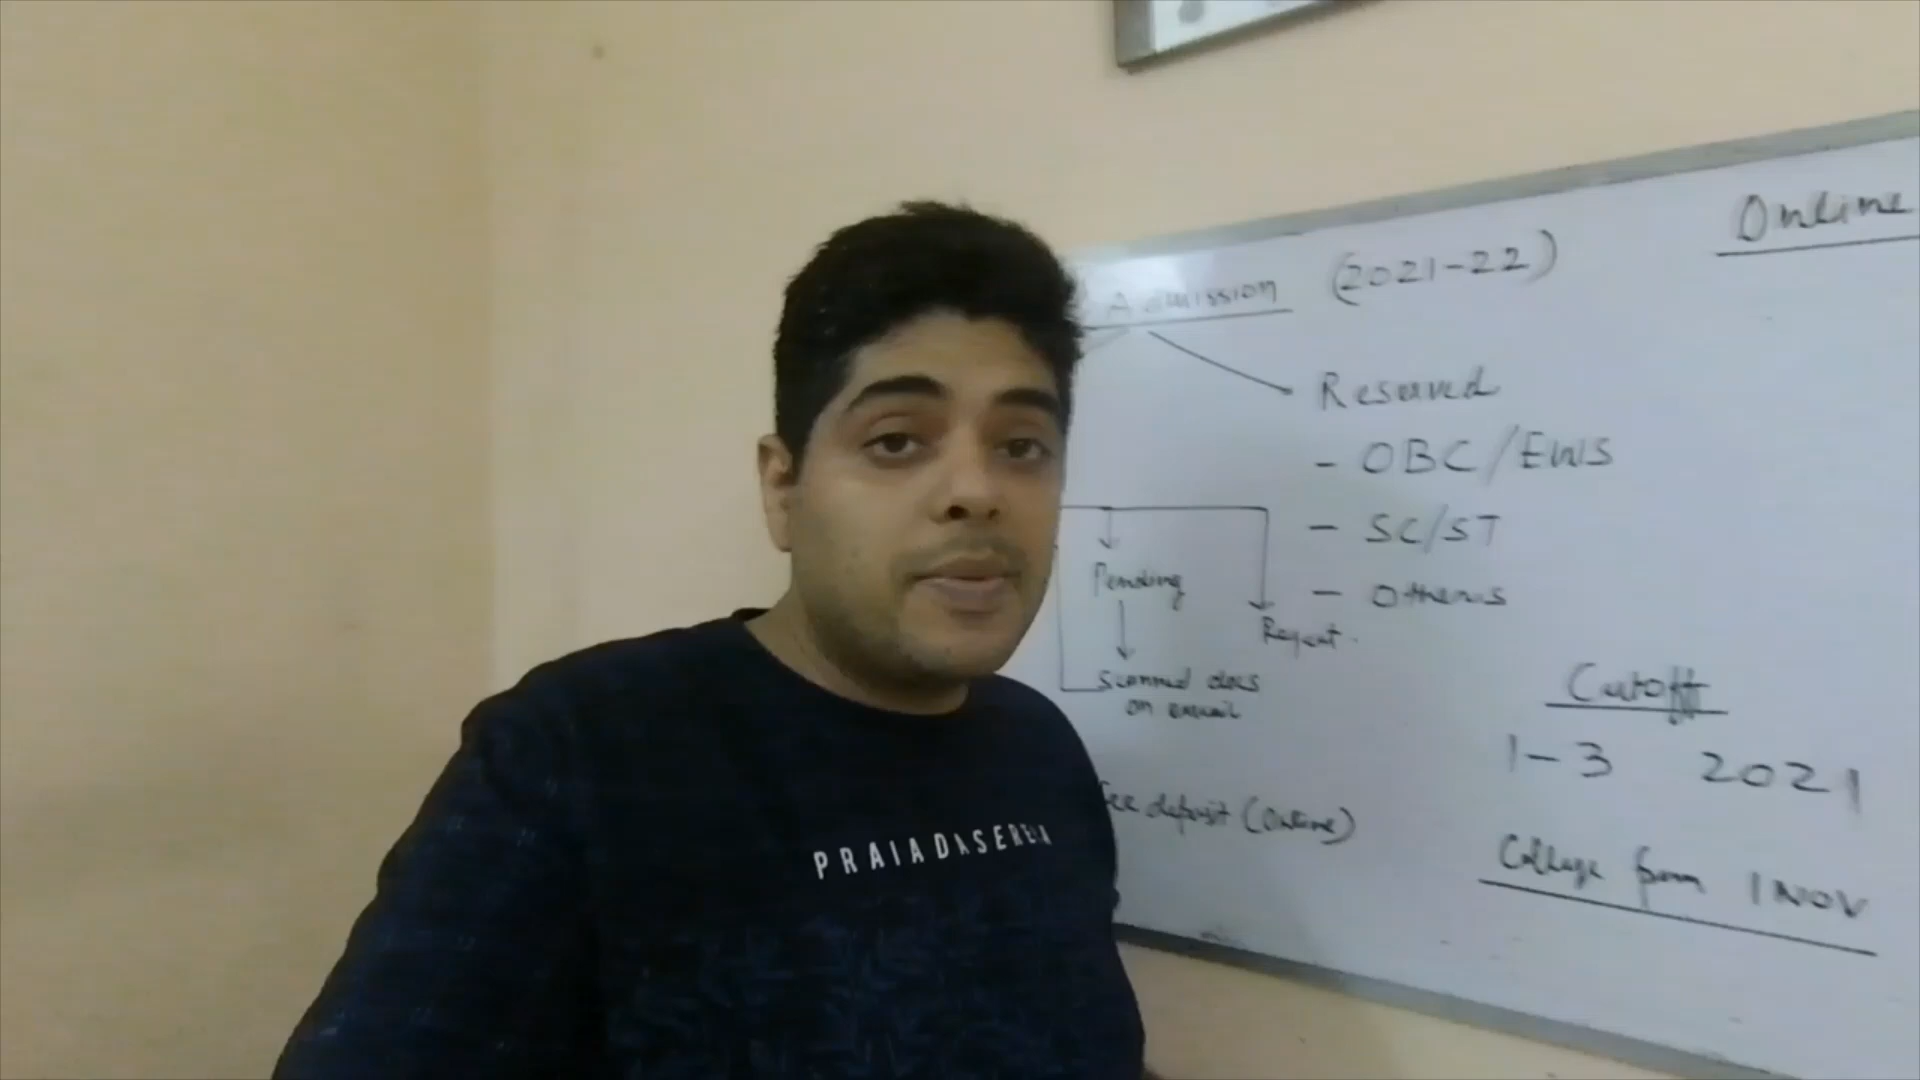 Online
Admission (2021-22)
Reserved
- OBC/EWS
- SC/ST
- Others
Pending
Reject.
Scanned docs
on email
Cutoff
1-3 2021
Fee deposit (Online)
College from 1 NOV
PRAIADASEREIA